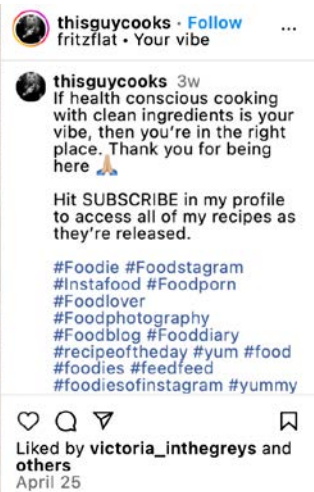 thisguycooks • Follow
fritzflat • Your vibe
thisguycooks 3w
If health conscious cooking
with clean ingredients is your
vibe, then you're in the right
place. Thank you for being
here 🙏🏼
Hit SUBSCRIBE in my profile
to access all of my recipes as
they're released.
#Foodie #Foodstagram
#Instafood #Foodporn
#Foodlover
#Foodphotography
#Foodblog #Fooddiary
#recipeoftheday #yum #food
#foodies #feedfeed
#foodiesofinstagram #yummy
Liked by victoria_inthegreys and
others
April 25